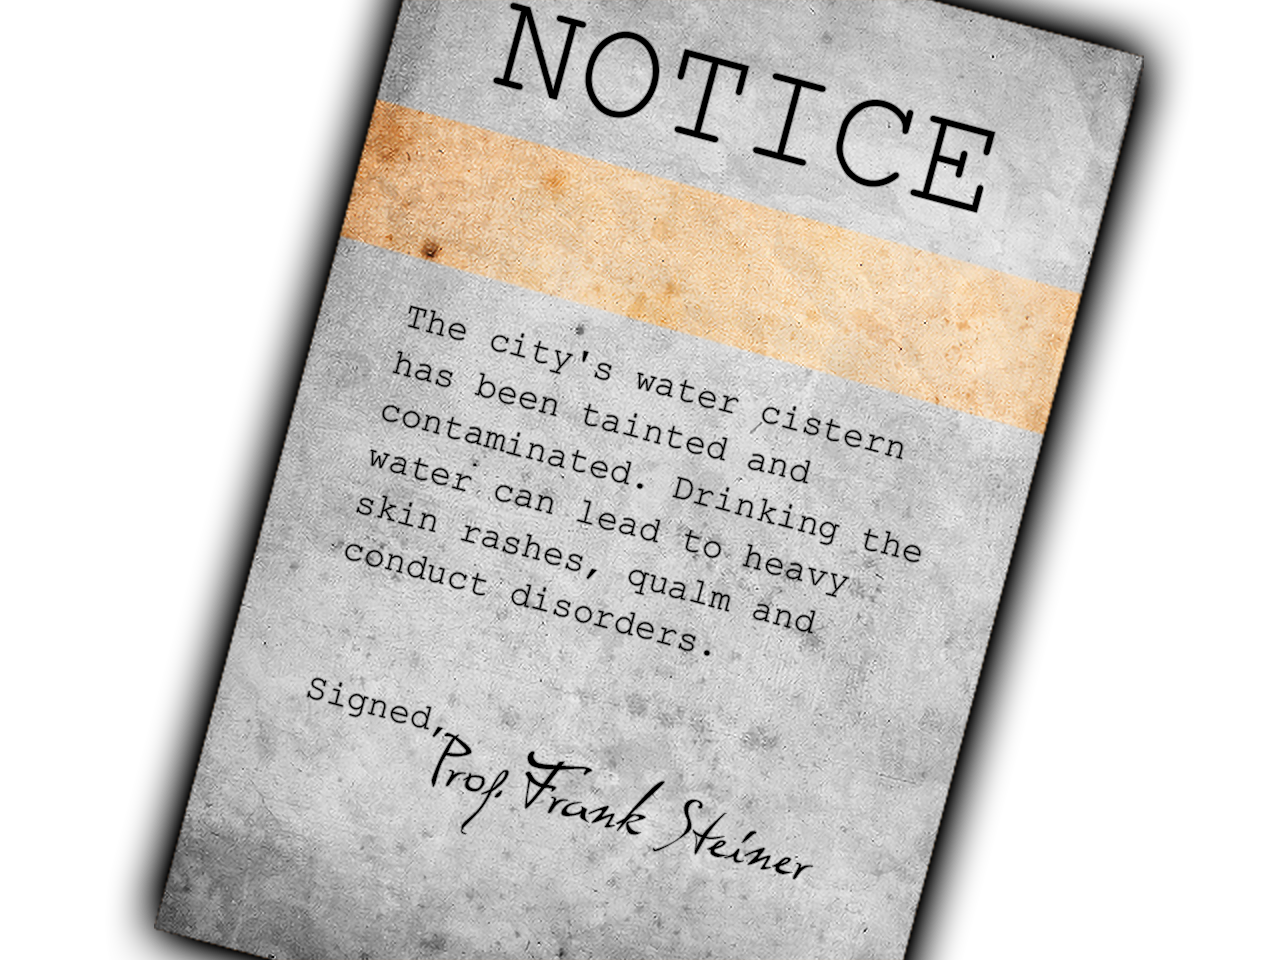 NOTICE
The city's water cistern
has been tainted and
contaminated. Drinking the
water can lead to heavy
skin rashes, qualm and
conduct disorders.
Signed,
Prof. Frank Steiner